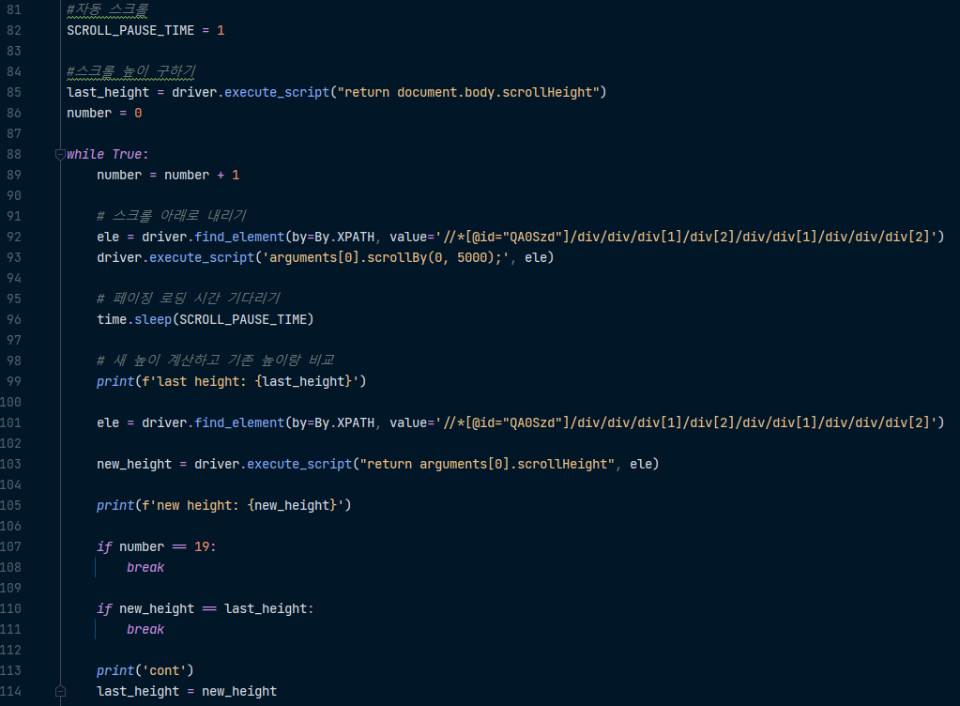 81 #자동 스크롤
82 SCROLL_PAUSE_TIME = 1
83
84 #스크롤 높이 구하기
85 last_height = driver.execute_script("return document.body.scrollHeight")
86 number = 0
87
88 while True:
89 number = number + 1
90
91 # 스크롤 아래로 내리기
92 ele = driver.find_element(by=By.XPATH, value='//*[@id="QA0Szd"]/div/div/div[1]/div[2]/div/div[1]/div/div/div[2]')
93 driver.execute_script('arguments[0].scrollBy(0, 5000);', ele)
94
95 # 페이징 로딩 시간 기다리기
96 time.sleep(SCROLL_PAUSE_TIME)
97
98 # 새 높이 계산하고 기존 높이랑 비교
99 print(f'last height: {last_height}')
100
101 ele = driver.find_element(by=By.XPATH, value='//*[@id="QA0Szd"]/div/div/div[1]/div[2]/div/div[1]/div/div/div[2]')
102
103 new_height = driver.execute_script("return arguments[0].scrollHeight", ele)
104
105 print(f'new height: {new_height}')
106
107 if number == 19:
108 break
109
110 if new_height == last_height:
111 break
112
113 print('cont')
114 last_height = new_height